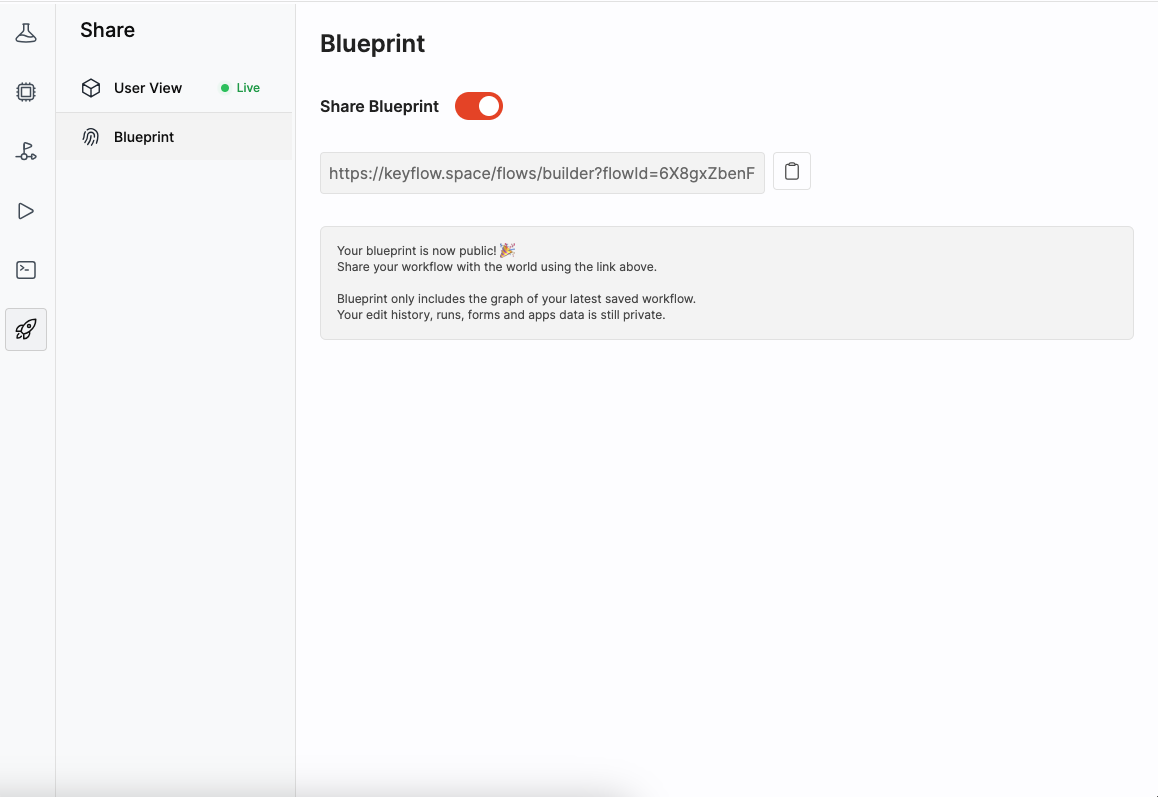 Share
User View
Live
Blueprint
Blueprint
Share Blueprint
https://keyflow.space/flows/builder?flowId=6X8gxZbenF
Your blueprint is now public! 🎉
Share your workflow with the world using the link above.
Blueprint only includes the graph of your latest saved workflow.
Your edit history, runs, forms and apps data is still private.